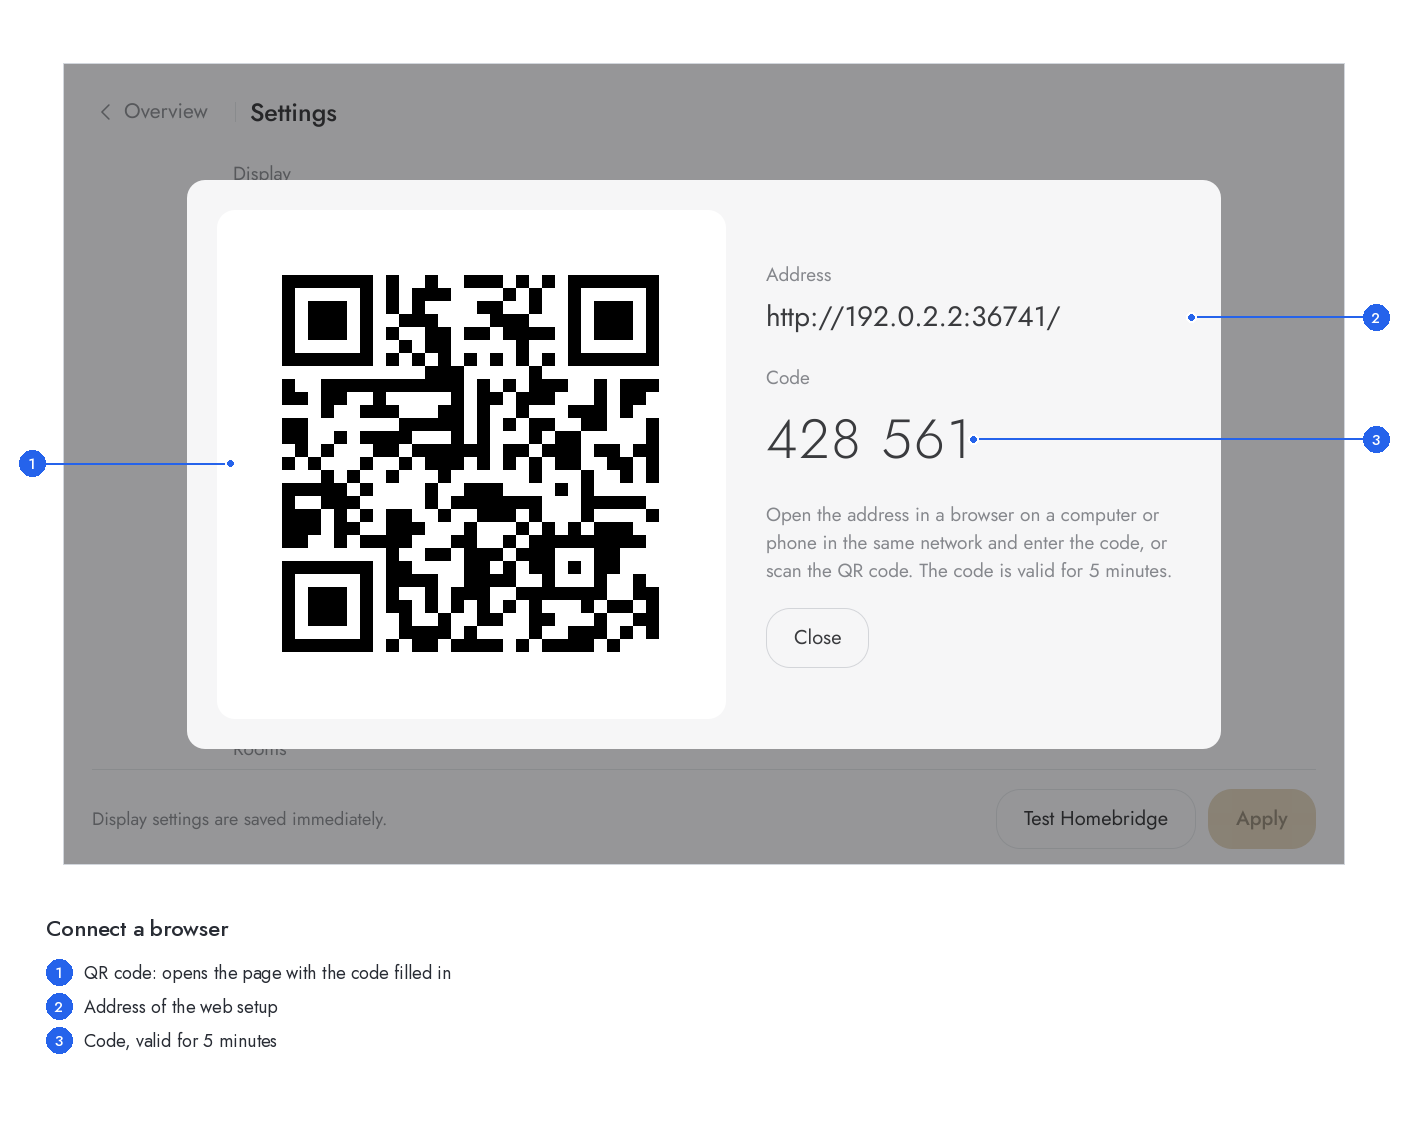 Overview
Settings
Display
Address
http://192.0.2.2:36741/
2
Code
428 561
3
1
Open the address in a browser on a computer or
phone in the same network and enter the code, or
scan the QR code. The code is valid for 5 minutes.
Close
Rooms
Display settings are saved immediately.
Test Homebridge
Apply
Connect a browser
1 QR code: opens the page with the code filled in
2 Address of the web setup
3 Code, valid for 5 minutes